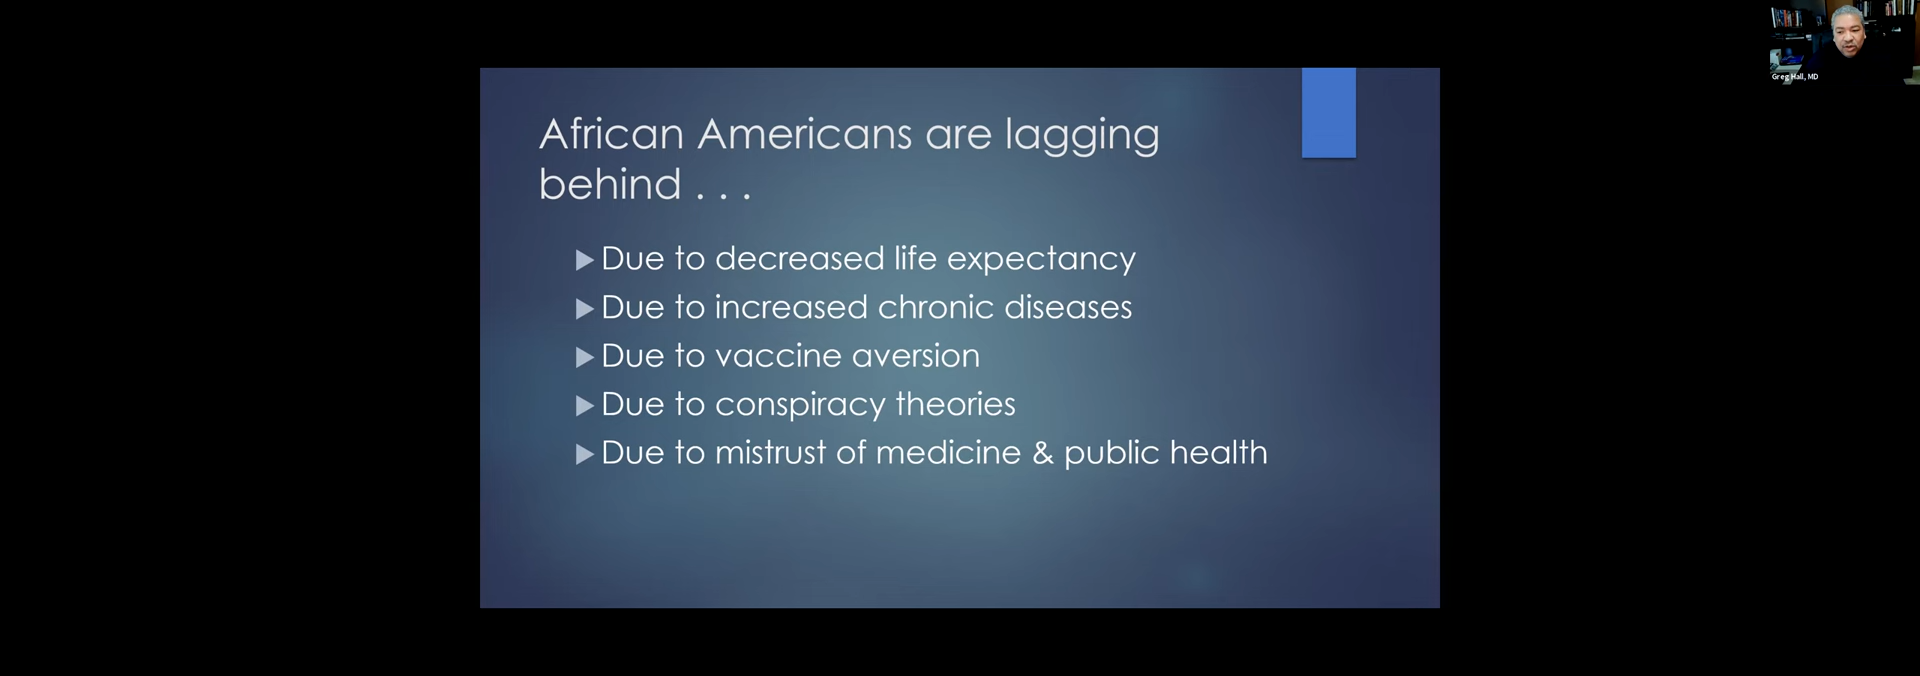 African Americans are lagging
behind . . .
Due to decreased life expectancy
Due to increased chronic diseases
Due to vaccine aversion
Due to conspiracy theories
Due to mistrust of medicine & public health
Greg Hall, MD